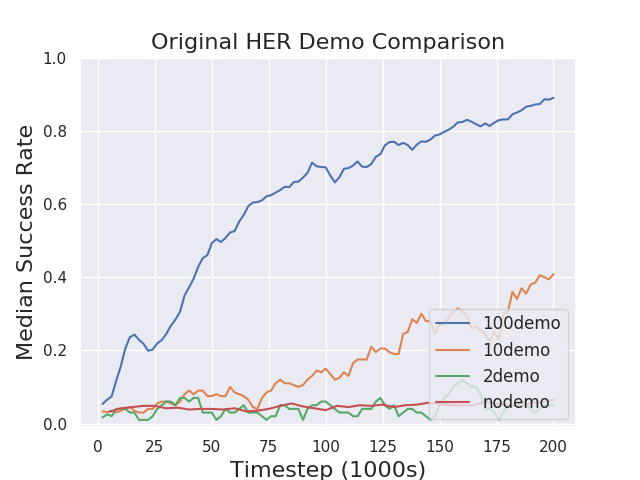 Original HER Demo Comparison
1.0
0.8
0.6
0.4
0.2
0.0
Median Success Rate
100demo
10demo
2demo
nodemo
0 25 50 75 100 125 150 175 200
Timestep (1000s)